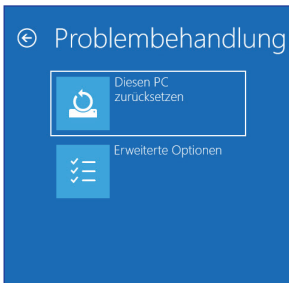 Problembehandlung
Diesen PC
zurücksetzen
Erweiterte Optionen